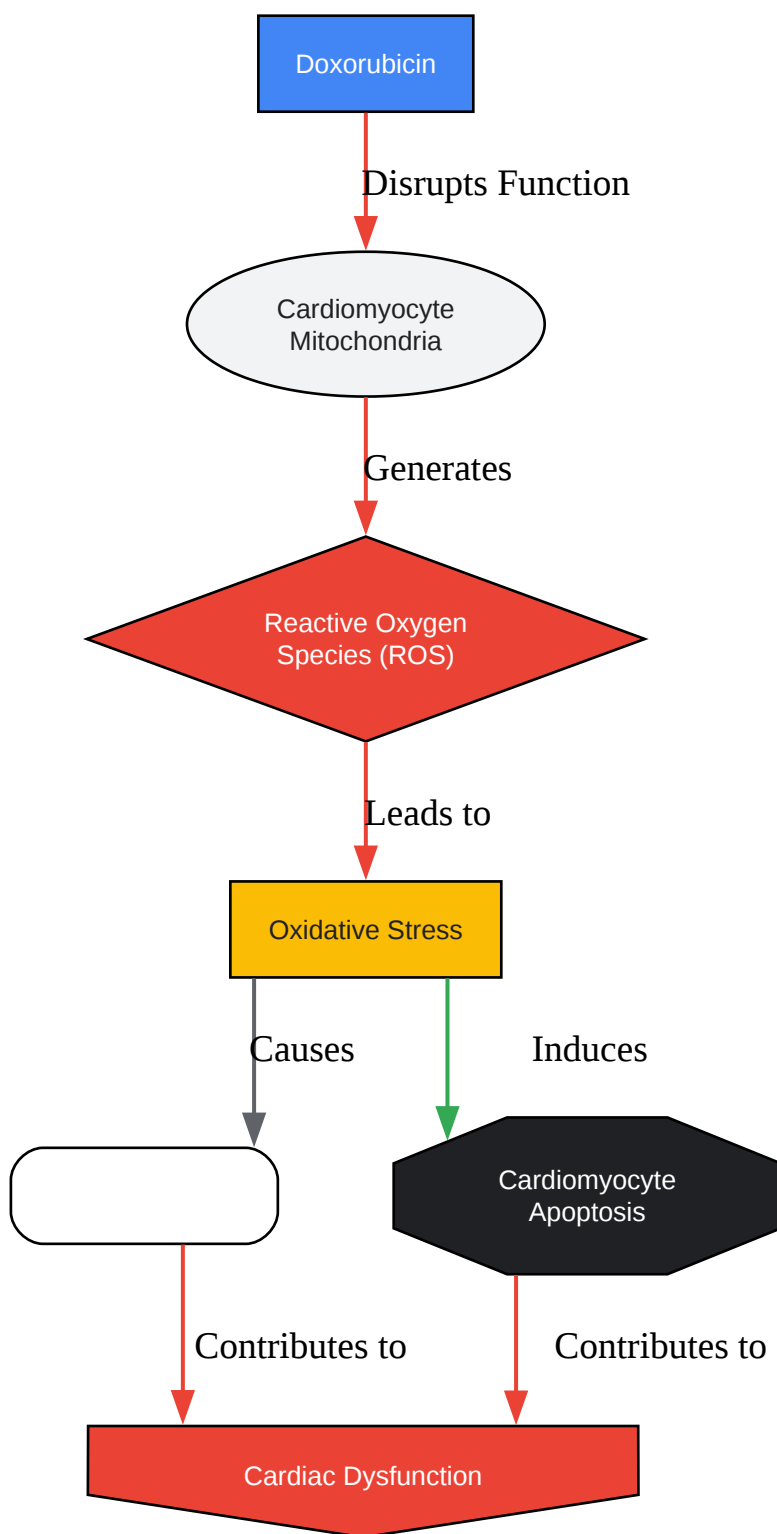 Doxorubicin
Disrupts Function
Cardiomyocyte
Mitochondria
Generates
Reactive Oxygen
Species (ROS)
Leads to
Oxidative Stress
Causes
Induces
Cardiomyocyte
Apoptosis
Contributes to
Contributes to
Cardiac Dysfunction